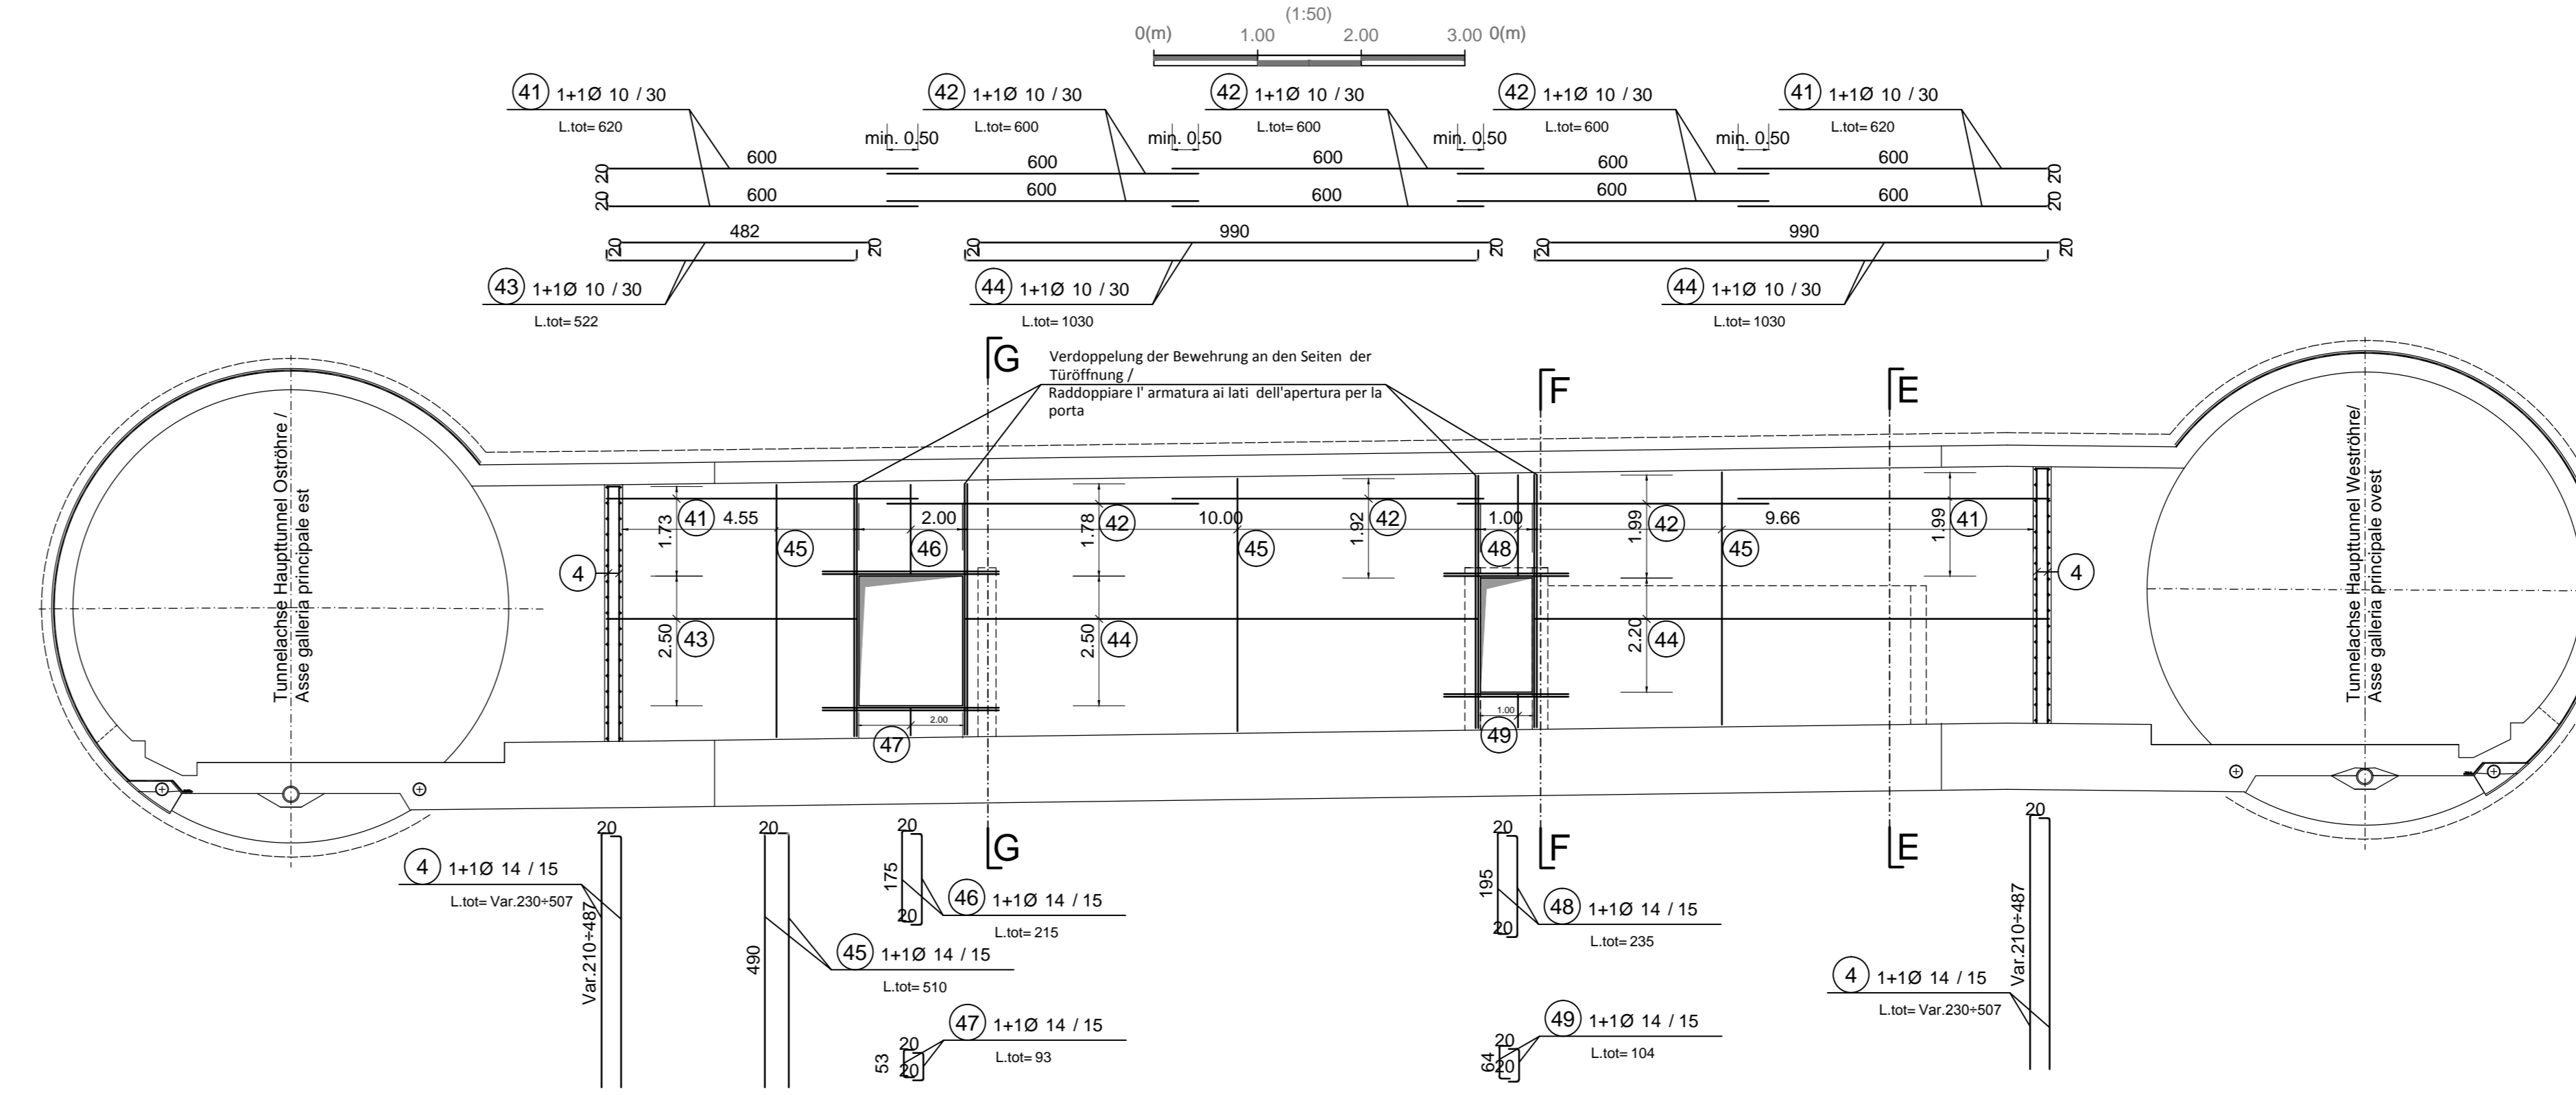 (1:50)
0(m) 1.00 2.00 3.00 0(m)
41 1+1Ø 10 / 30
L.tot= 620
42 1+1Ø 10 / 30
L.tot= 600
42 1+1Ø 10 / 30
L.tot= 600
42 1+1Ø 10 / 30
L.tot= 600
41 1+1Ø 10 / 30
L.tot= 620
min. 0.50 min. 0.50 min. 0.50 min. 0.50
20 600 600 600 600 600 20
20 600 600 600 600 600 20
20 482 20 20 990 20 20 990 20
43 1+1Ø 10 / 30
L.tot= 522
44 1+1Ø 10 / 30
L.tot= 1030
44 1+1Ø 10 / 30
L.tot= 1030
G F E
Verdoppelung der Bewehrung an den Seiten der
Türöffnung /
Raddoppiare l' armatura ai lati dell'apertura per la
porta
Tunnelachse Haupttunnel Oströhre /
Asse galleria principale est
Tunnelachse Haupttunnel Weströhre/
Asse galleria principale ovest
1.73 41 4.55 2.00 1.78 42 10.00 1.92 42 1.00 1.99 42 9.66 1.99 41
45 46 45 48 45
4 4
2.50 43 2.50 44 2.20 44
2.00 1.00
47 49
G F E
20 20 20 20 20
4 1+1Ø 14 / 15
L.tot= Var.230÷507
Var.210÷487
490
45 1+1Ø 14 / 15
L.tot= 510
175
20
46 1+1Ø 14 / 15
L.tot= 215
195
20
48 1+1Ø 14 / 15
L.tot= 235
Var.210÷487
4 1+1Ø 14 / 15
L.tot= Var.230÷507
20
53
20
47 1+1Ø 14 / 15
L.tot= 93
20
64
20
49 1+1Ø 14 / 15
L.tot= 104